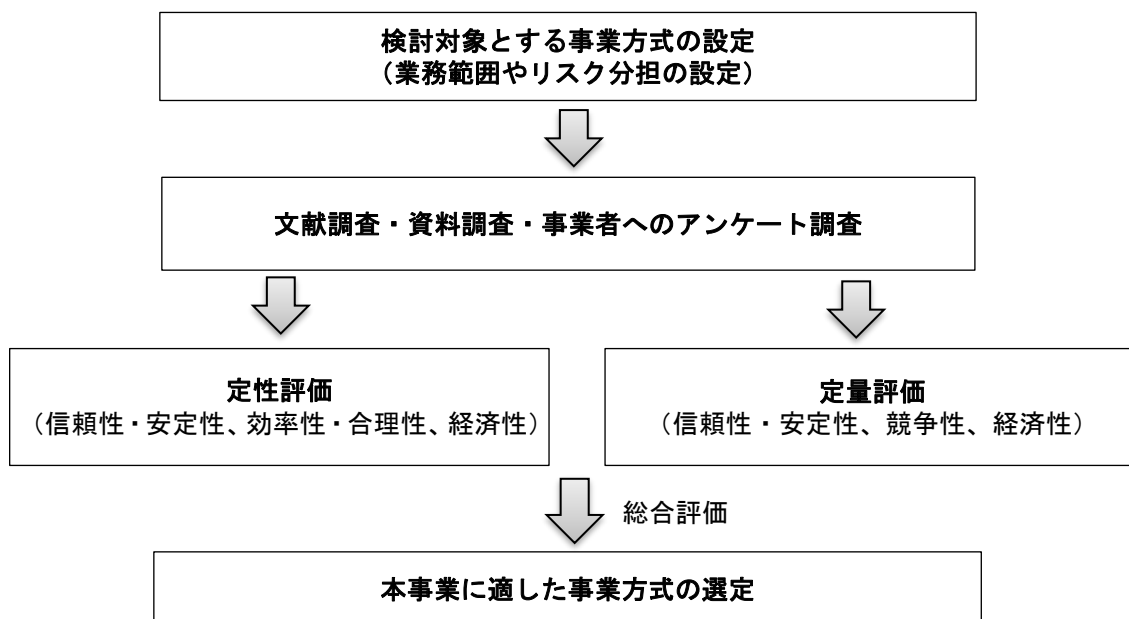 検討対象とする事業方式の設定
（業務範囲やリスク分担の設定）
文献調査・資料調査・事業者へのアンケート調査
定性評価
（信頼性・安定性、効率性・合理性、経済性）
定量評価
（信頼性・安定性、競争性、経済性）
総合評価
本事業に適した事業方式の選定